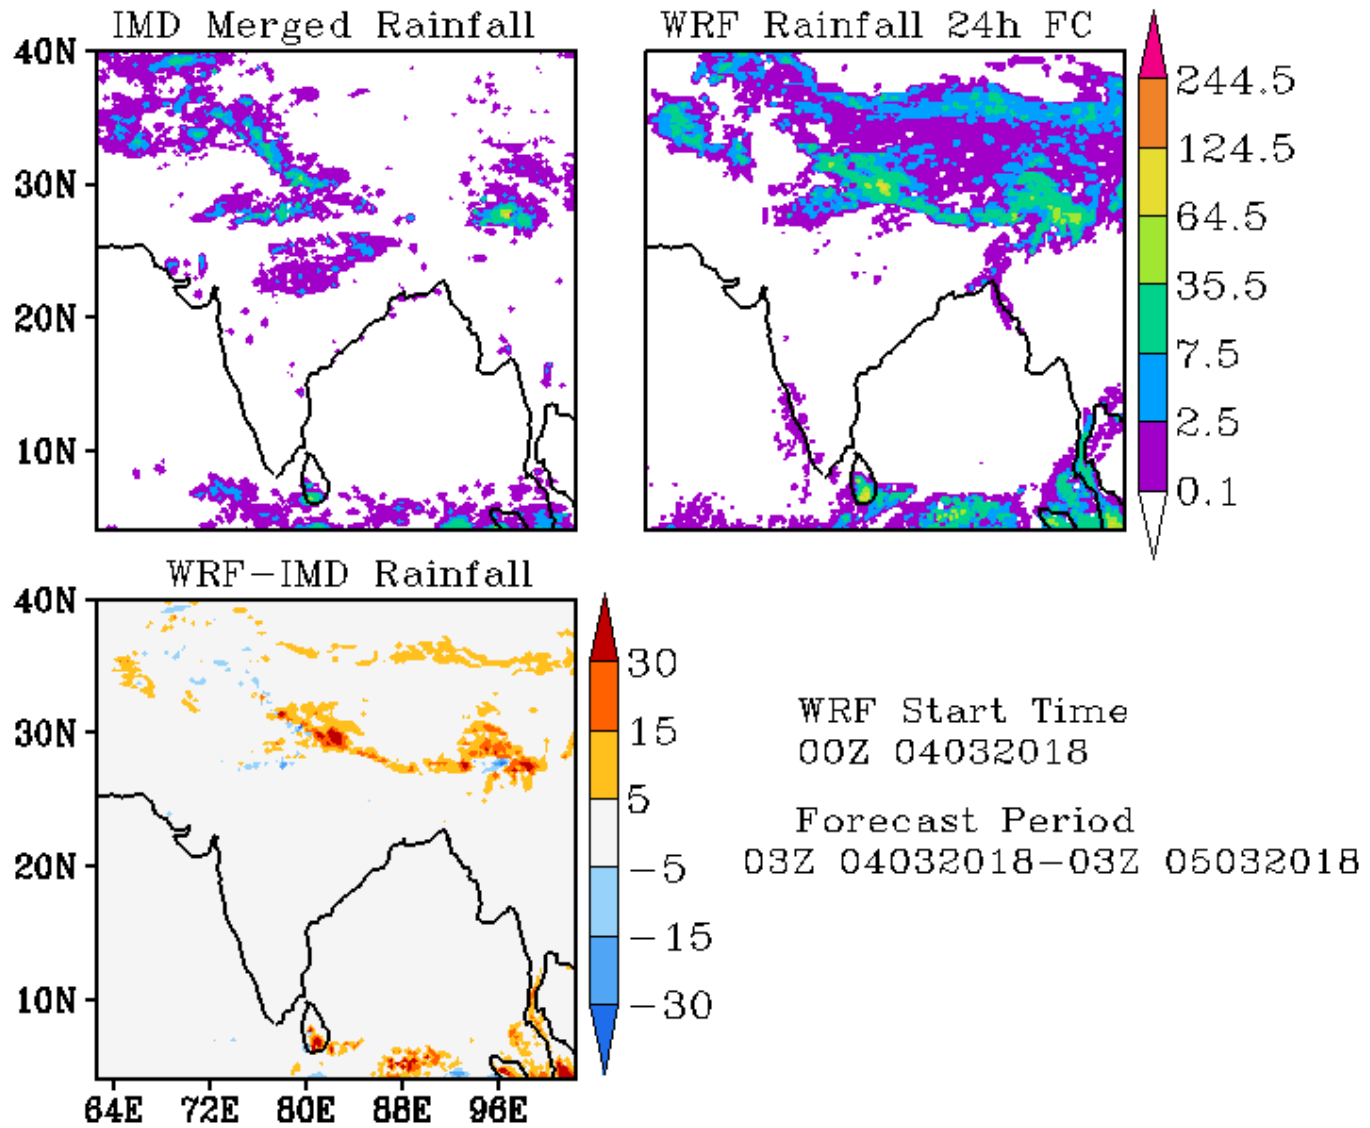 IMD Merged Rainfall
WRF Rainfall 24h FC
40N
30N
20N
10N
244.5
124.5
64.5
35.5
7.5
2.5
0.1
WRF-IMD Rainfall
40N
30N
20N
10N
64E 72E 80E 88E 96E
30
15
5
-5
-15
-30
WRF Start Time
00Z 04032018
Forecast Period
03Z 04032018-03Z 05032018